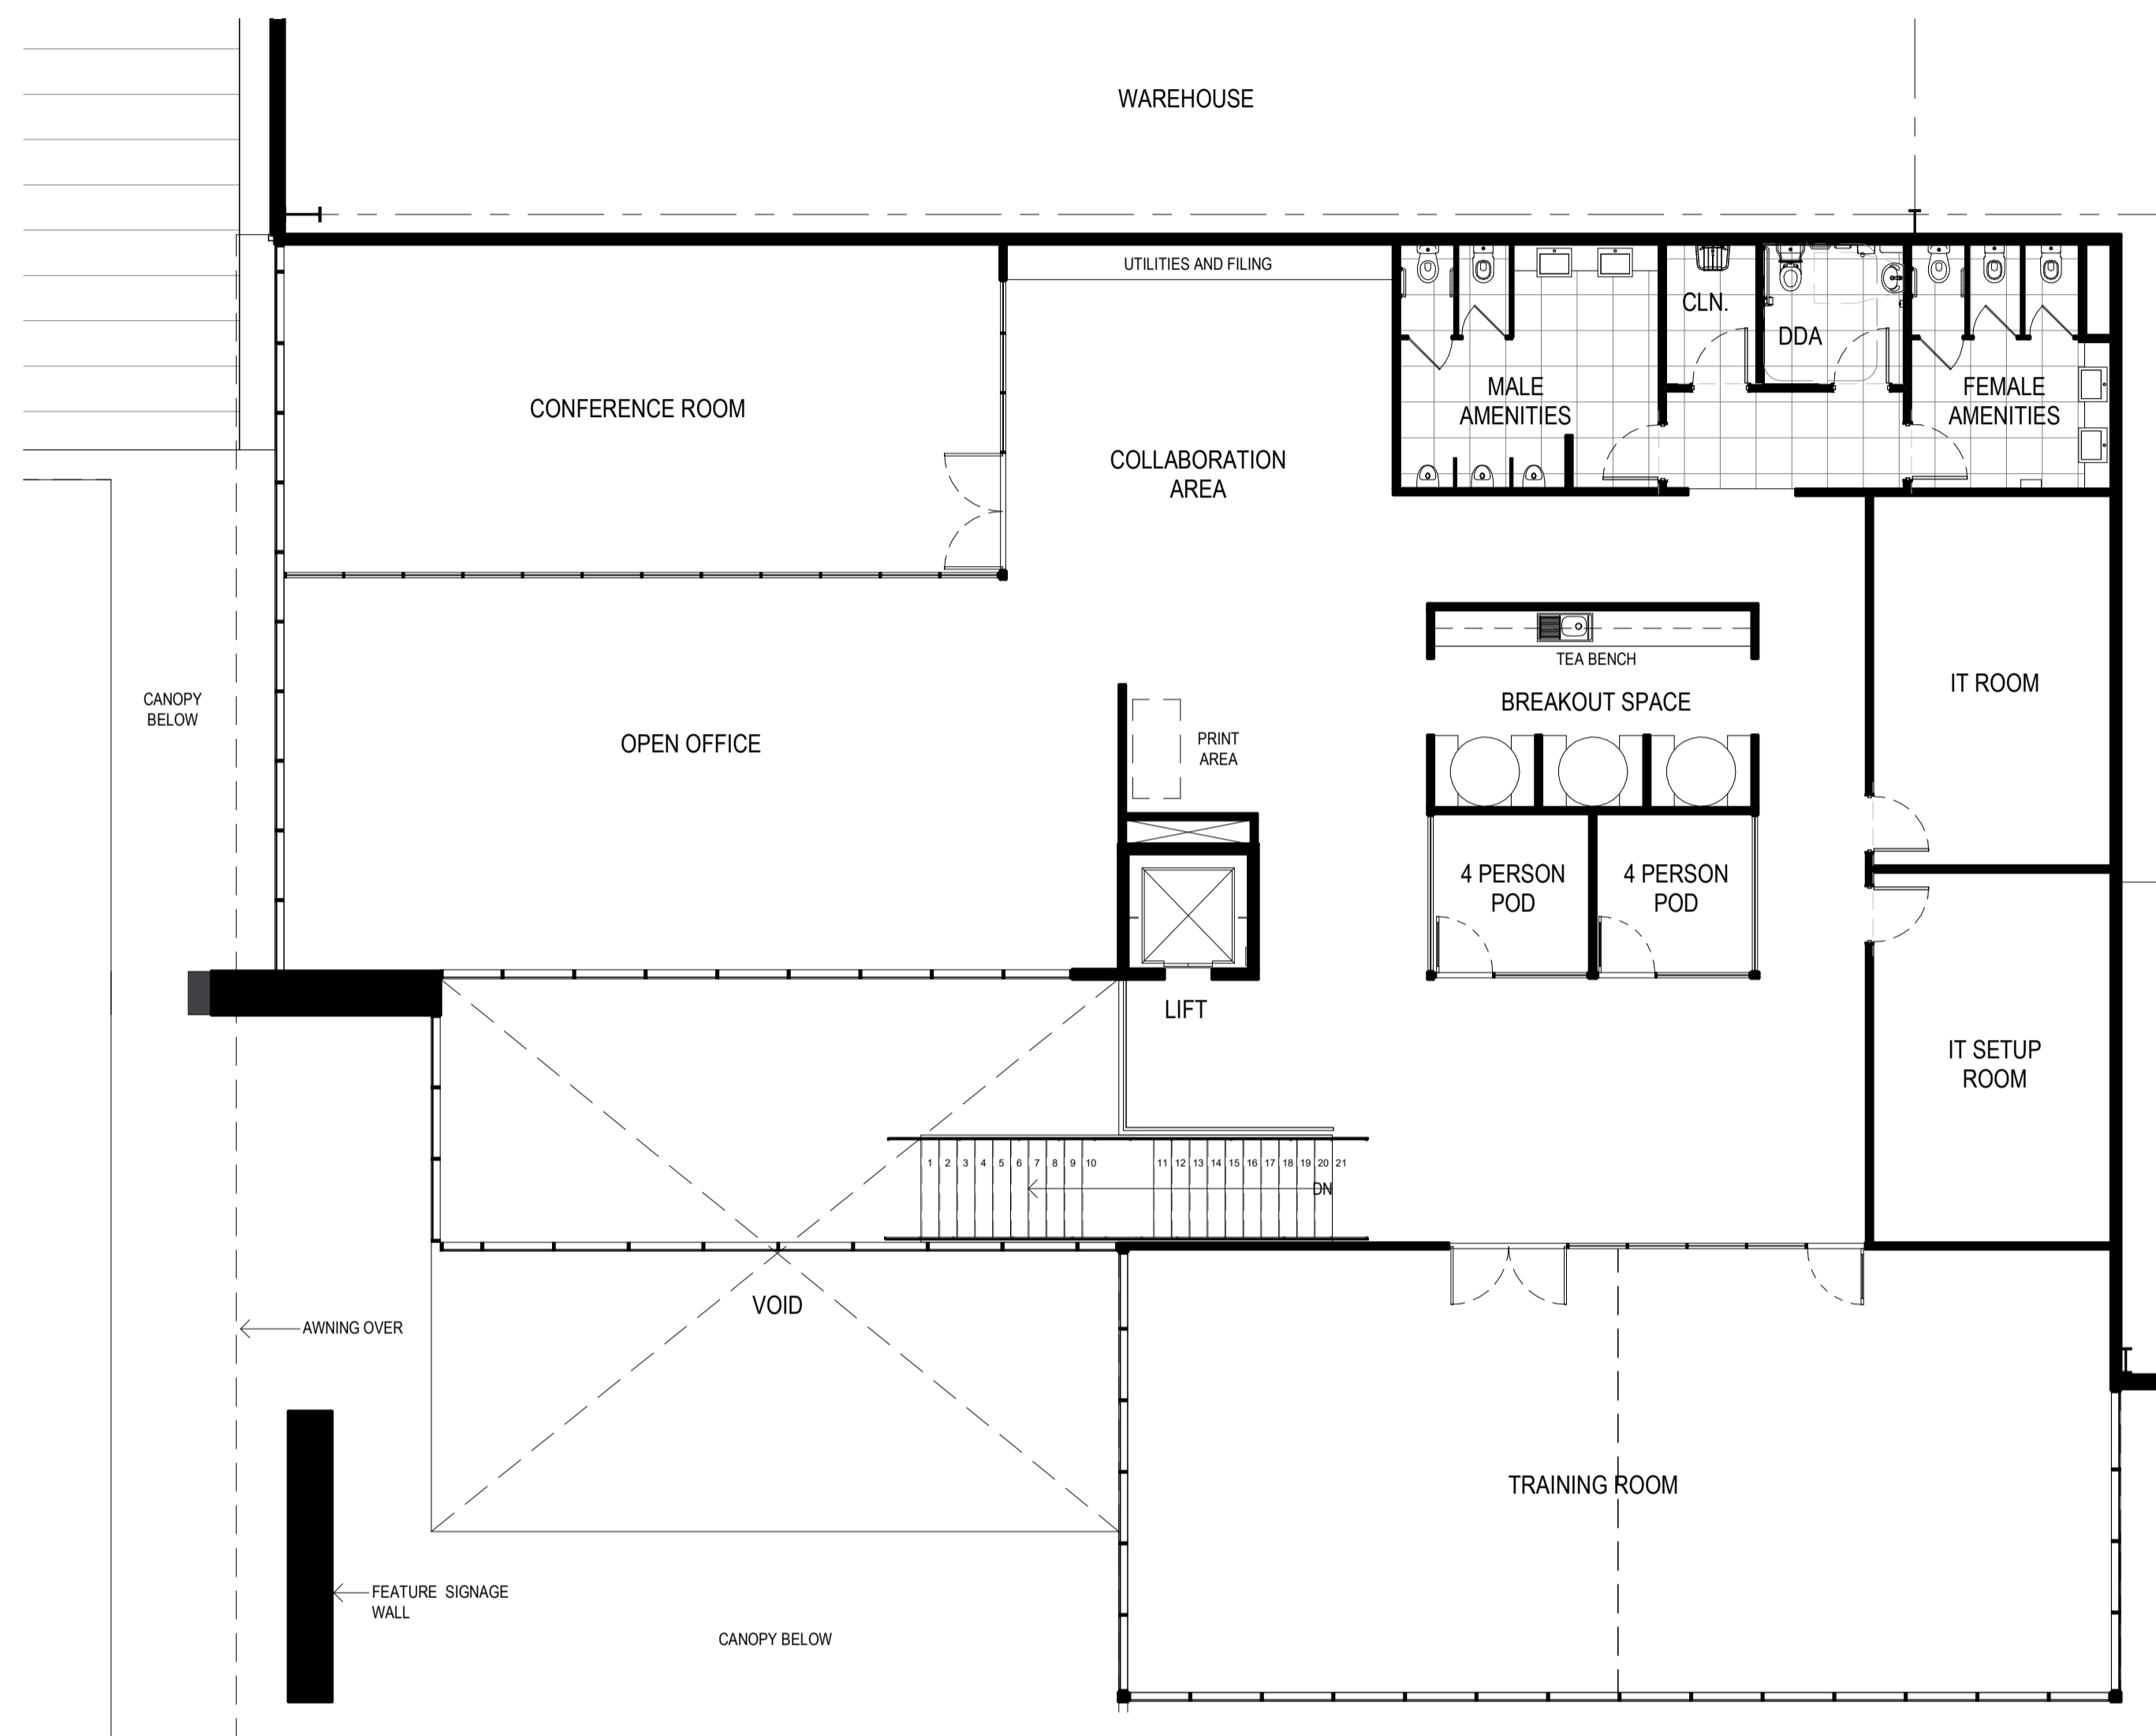 WAREHOUSE
UTILITIES AND FILING
CLN.
DDA
CONFERENCE ROOM
MALE
AMENITIES
FEMALE
AMENITIES
COLLABORATION
AREA
TEA BENCH
BREAKOUT SPACE
IT ROOM
CANOPY
BELOW
OPEN OFFICE
PRINT
AREA
4 PERSON
POD
4 PERSON
POD
LIFT
IT SETUP
ROOM
1 2 3 4 5 6 7 8 9 10 11 12 13 14 15 16 17 18 19 20 21
DN
VOID
AWNING OVER
TRAINING ROOM
FEATURE SIGNAGE
WALL
CANOPY BELOW